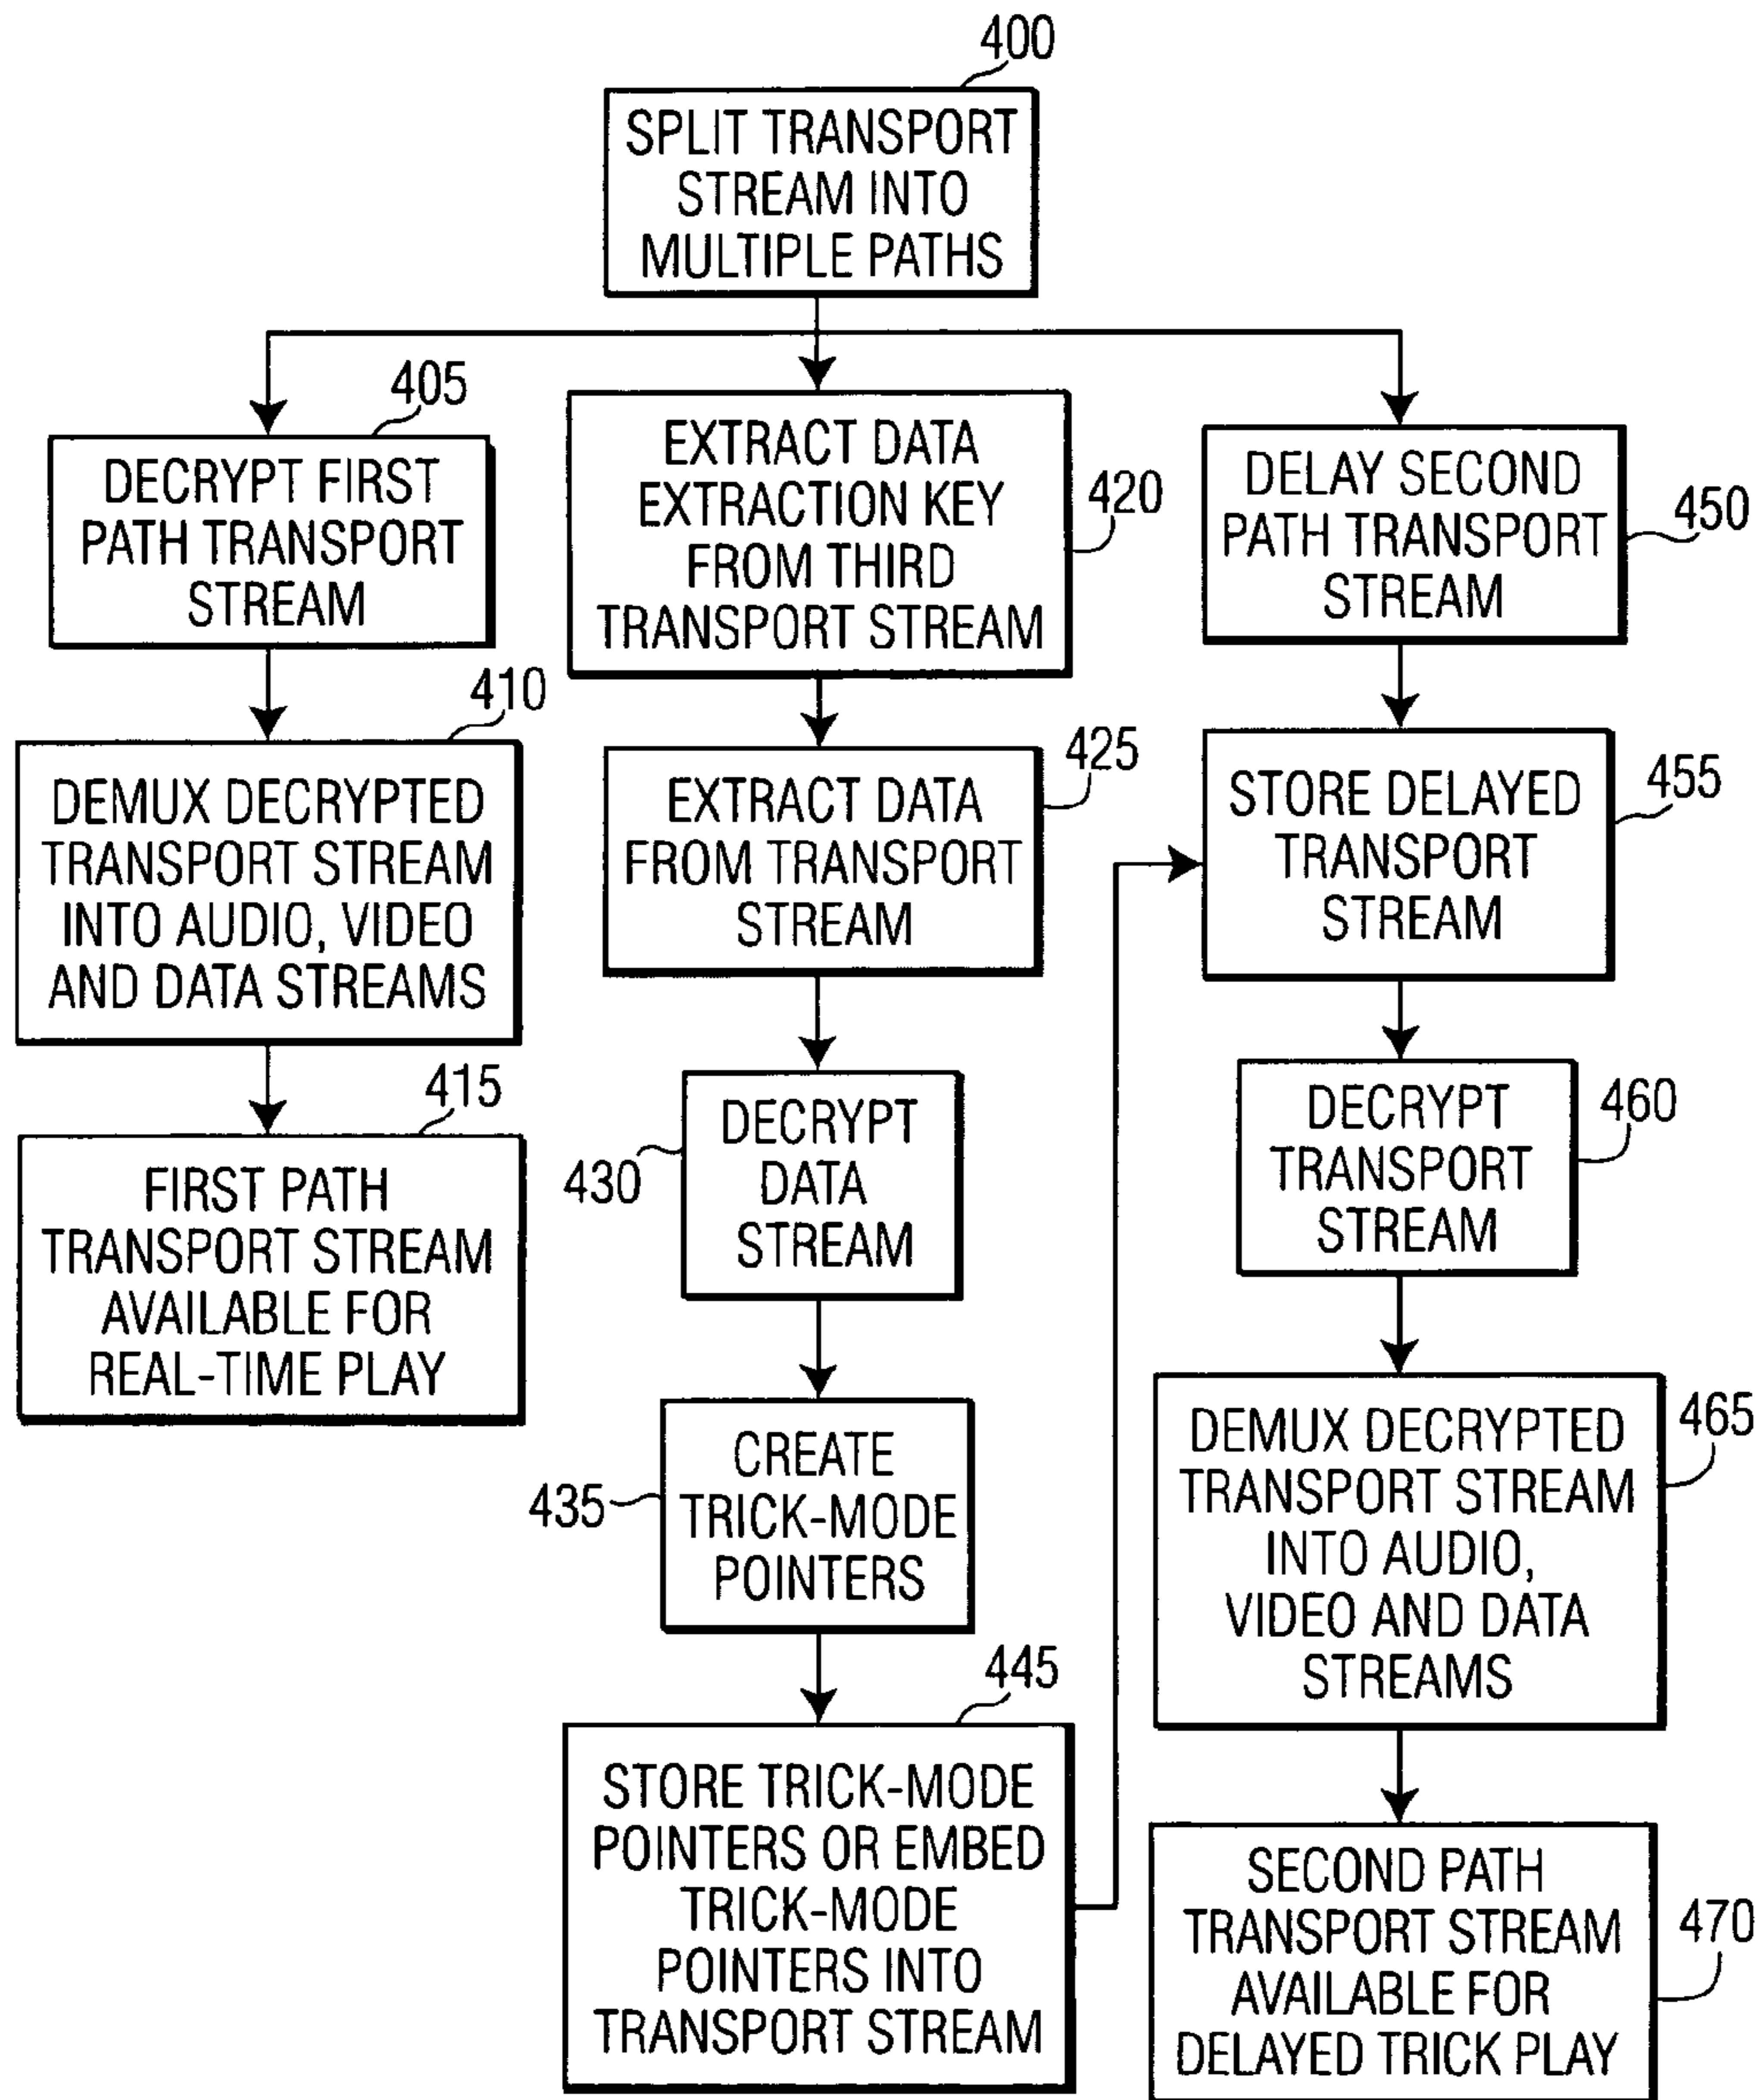 400
SPLIT TRANSPORT
STREAM INTO
MULTIPLE PATHS
405
DECRYPT FIRST
PATH TRANSPORT
STREAM
410
DEMUX DECRYPTED
TRANSPORT STREAM
INTO AUDIO, VIDEO
AND DATA STREAMS
415
FIRST PATH
TRANSPORT STREAM
AVAILABLE FOR
REAL-TIME PLAY
EXTRACT DATA
EXTRACTION KEY
FROM THIRD
TRANSPORT STREAM
420
EXTRACT DATA
FROM TRANSPORT
STREAM
425
DECRYPT
DATA
STREAM
430
CREATE
TRICK-MODE
POINTERS
435
445
STORE TRICK-MODE
POINTERS OR EMBED
TRICK-MODE
POINTERS INTO
TRANSPORT STREAM
DELAY SECOND
PATH TRANSPORT
STREAM
450
STORE DELAYED
TRANSPORT
STREAM
455
DECRYPT
TRANSPORT
STREAM
460
DEMUX DECRYPTED
TRANSPORT STREAM
INTO AUDIO,
VIDEO AND DATA
STREAMS
465
SECOND PATH
TRANSPORT STREAM
AVAILABLE FOR
DELAYED TRICK PLAY
470